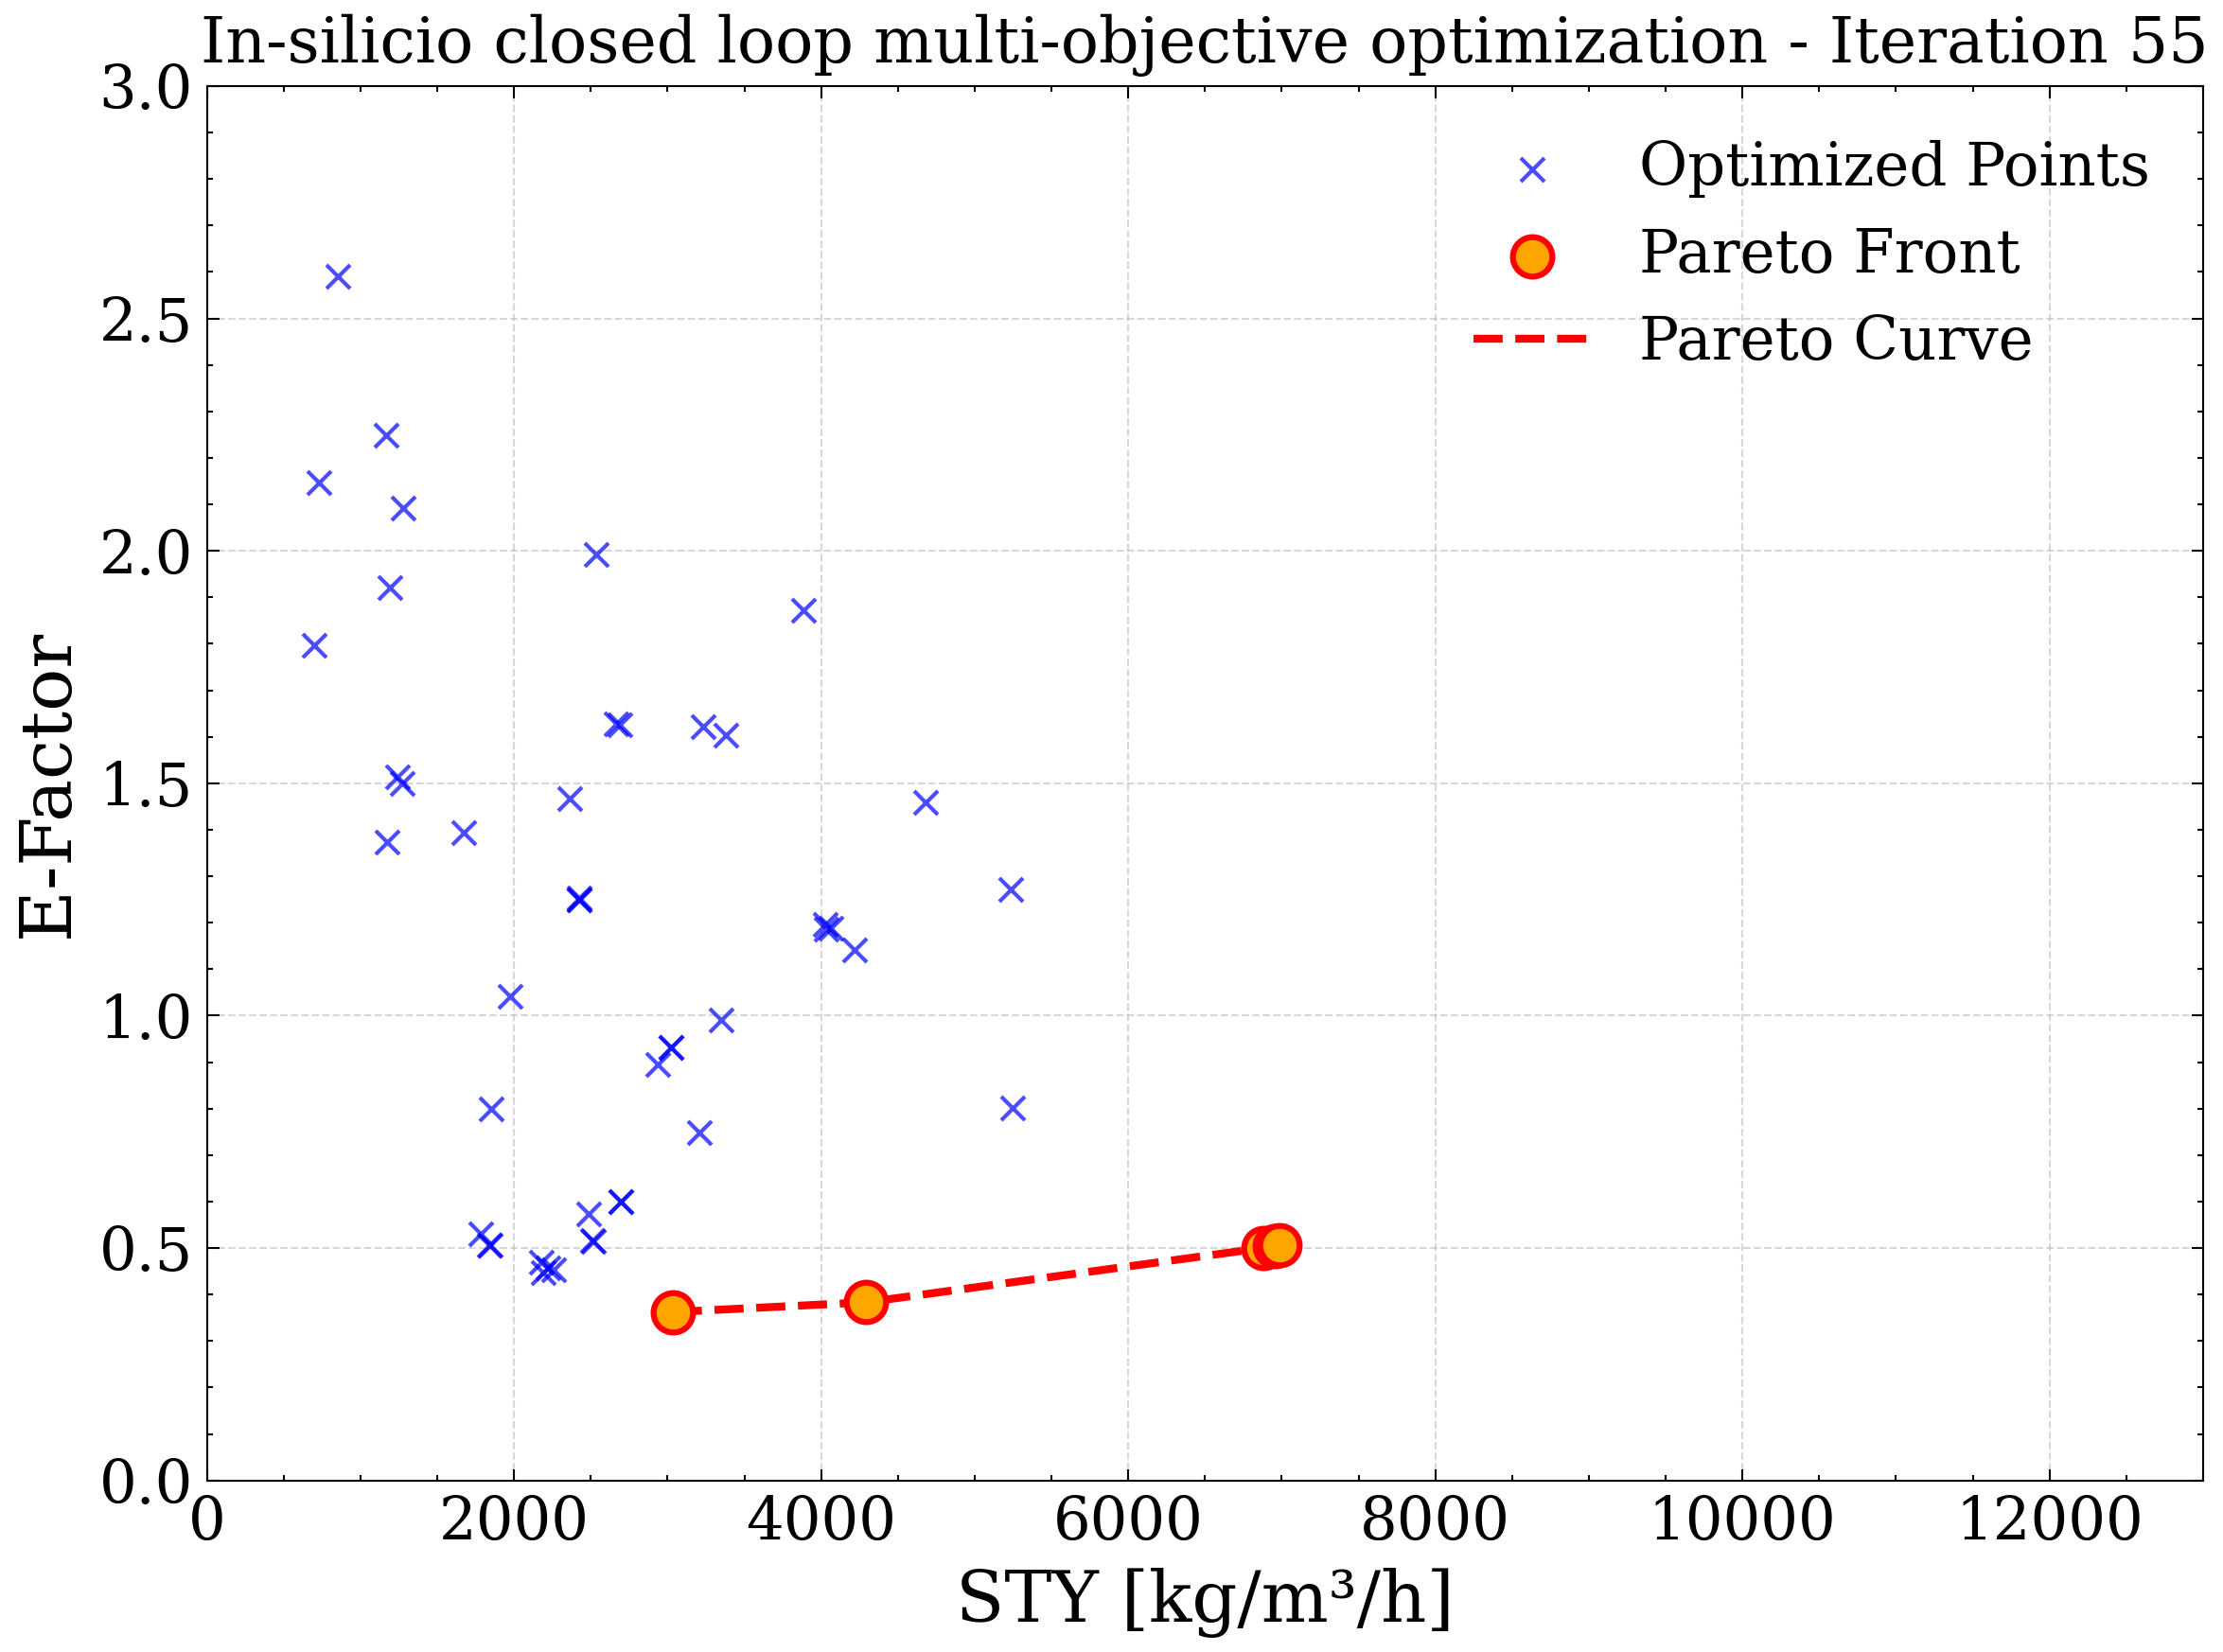 In-silicio closed loop multi-objective optimization - Iteration 55
Optimized Points
Pareto Front
Pareto Curve
3.0
2.5
2.0
1.5
1.0
0.5
0.0
E-Factor
0 2000 4000 6000 8000 10000 12000
STY [kg/m³/h]